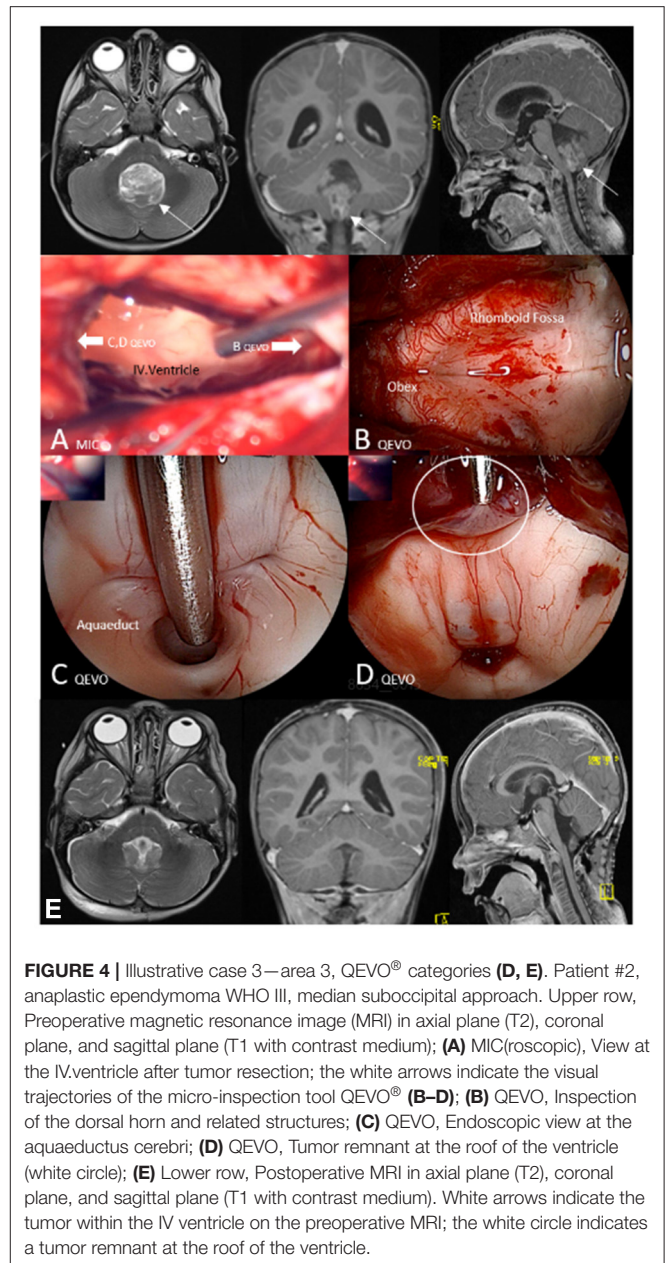 C,D QEVO
B QEVO
IV.Ventricle
A MIC
Rhomboid Fossa
Obex
B QEVO
Aquaeduct
C QEVO
D QEVO
E
FIGURE 4 | Illustrative case 3—area 3, QEVO® categories (D, E). Patient #2,
anaplastic ependymoma WHO III, median suboccipital approach. Upper row,
Preoperative magnetic resonance image (MRI) in axial plane (T2), coronal
plane, and sagittal plane (T1 with contrast medium); (A) MIC(roscopic), View at
the IV.ventricle after tumor resection; the white arrows indicate the visual
trajectories of the micro-inspection tool QEVO® (B–D); (B) QEVO, Inspection
of the dorsal horn and related structures; (C) QEVO, Endoscopic view at the
aquaeductus cerebri; (D) QEVO, Tumor remnant at the roof of the ventricle
(white circle); (E) Lower row, Postoperative MRI in axial plane (T2), coronal
plane, and sagittal plane (T1 with contrast medium). White arrows indicate the
tumor within the IV ventricle on the preoperative MRI; the white circle indicates
a tumor remnant at the roof of the ventricle.